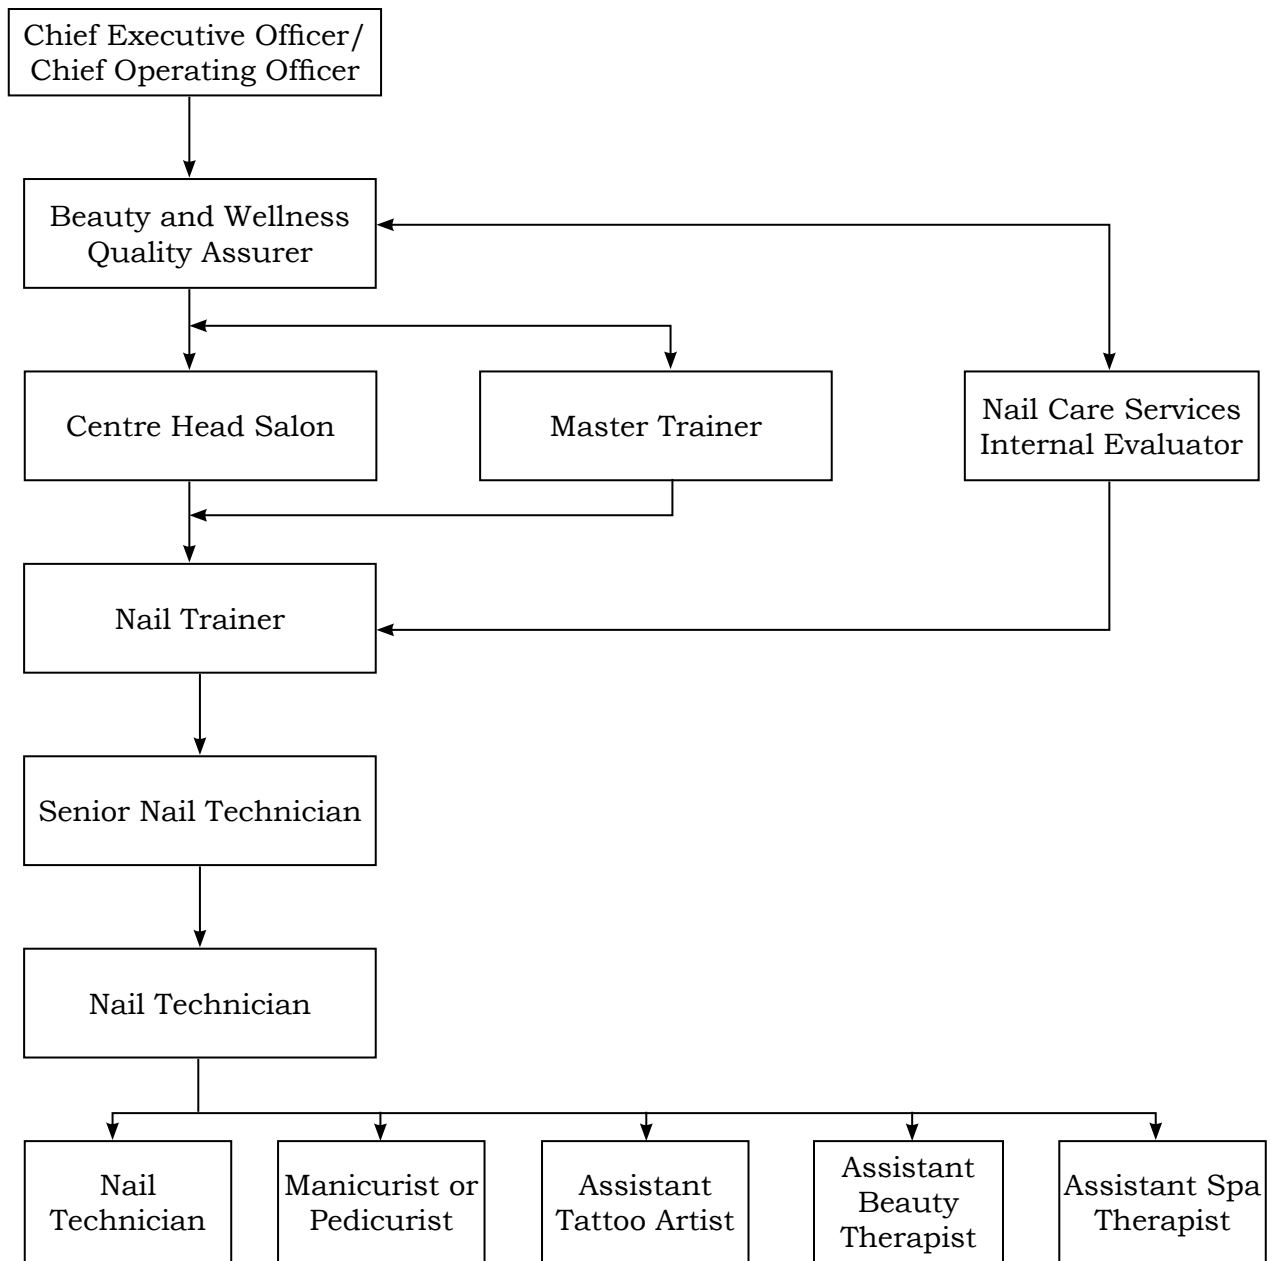 Chief Executive Officer/
Chief Operating Officer
Beauty and Wellness
Quality Assurer
Centre Head Salon
Master Trainer
Nail Care Services
Internal Evaluator
Nail Trainer
Senior Nail Technician
Nail Technician
Nail
Technician
Manicurist or
Pedicurist
Assistant
Tattoo Artist
Assistant
Beauty
Therapist
Assistant Spa
Therapist